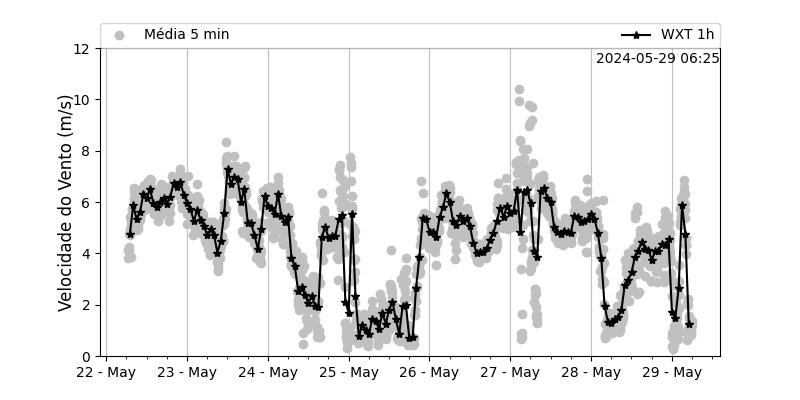 Média 5 min
WXT 1h
2024-05-29 06:25
Velocidade do Vento (m/s)
12
10
8
6
4
2
0
22 - May
23 - May
24 - May
25 - May
26 - May
27 - May
28 - May
29 - May